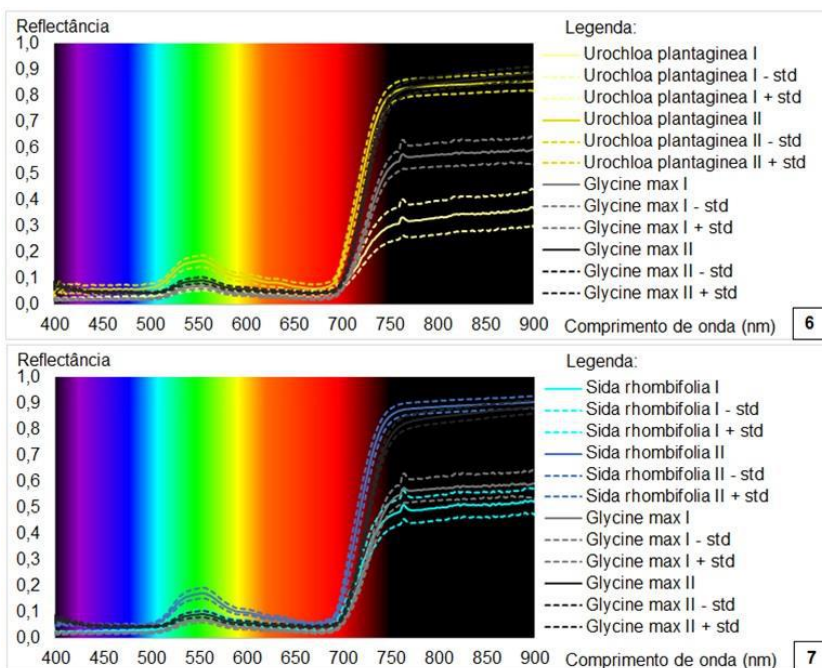 Reflectância
1,0
0,9
0,8
0,7
0,6
0,5
0,4
0,3
0,2
0,1
0,0
400 450 500 550 600 650 700 750 800 850 900
Comprimento de onda (nm)
Legenda:
Urochloa plantaginea I
Urochloa plantaginea I - std
Urochloa plantaginea I + std
Urochloa plantaginea II
Urochloa plantaginea II - std
Urochloa plantaginea II + std
Glycine max I
Glycine max I - std
Glycine max I + std
Glycine max II
Glycine max II - std
Glycine max II + std
6
Reflectância
1,0
0,9
0,8
0,7
0,6
0,5
0,4
0,3
0,2
0,1
0,0
400 450 500 550 600 650 700 750 800 850 900
Comprimento de onda (nm)
Legenda:
Sida rhombifolia I
Sida rhombifolia I - std
Sida rhombifolia I + std
Sida rhombifolia II
Sida rhombifolia II - std
Sida rhombifolia II + std
Glycine max I
Glycine max I - std
Glycine max I + std
Glycine max II
Glycine max II - std
Glycine max II + std
7